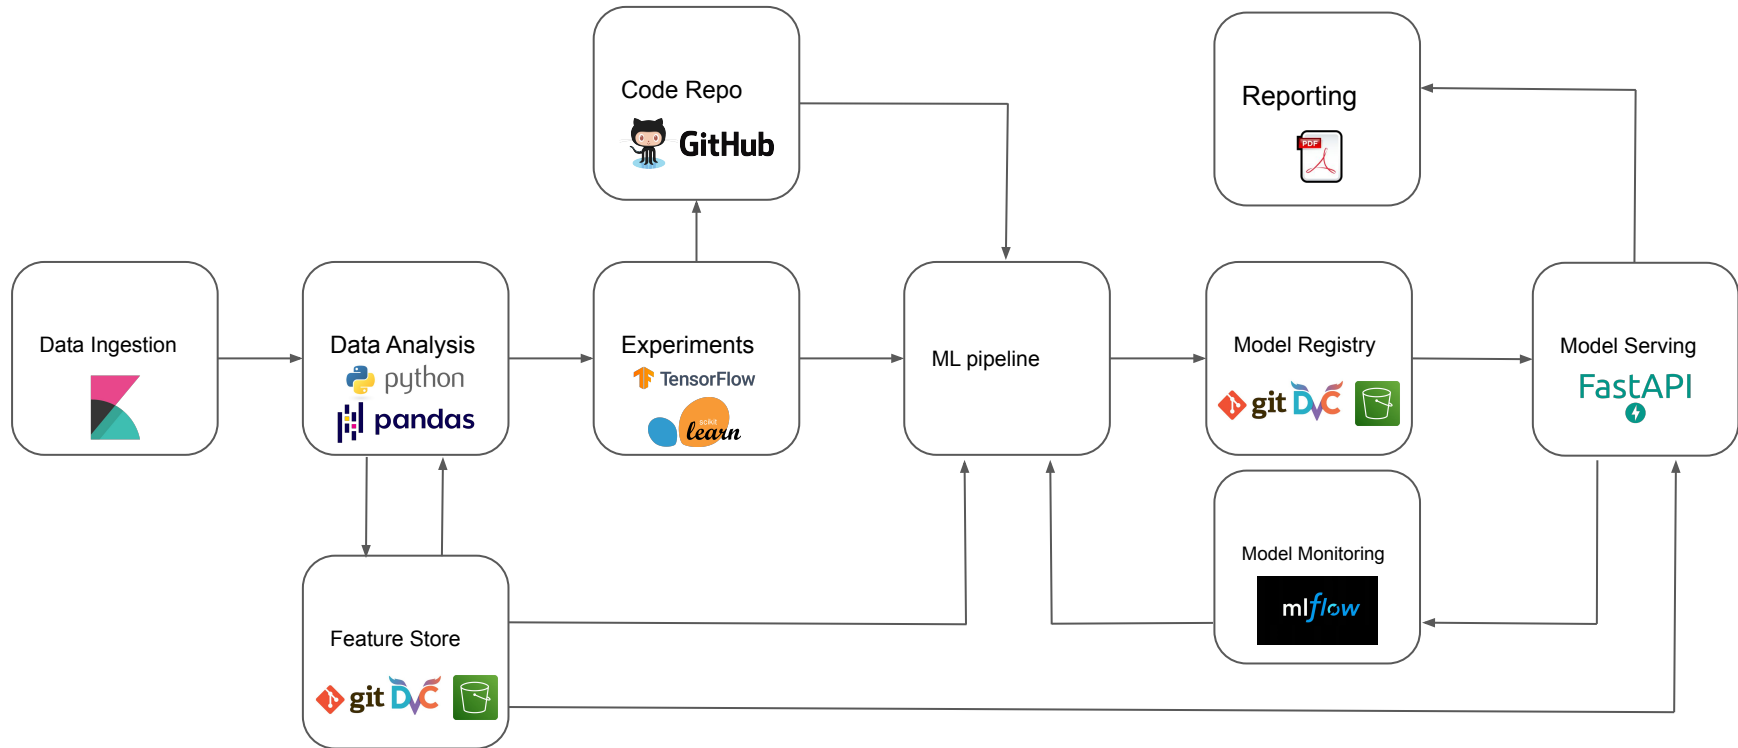 Code Repo
GitHub
Reporting
PDF
Data Ingestion
Data Analysis
python
pandas
Experiments
TensorFlow
scikit
learn
ML pipeline
Model Registry
git DVC
Model Serving
FastAPI
Model Monitoring
mlflow
Feature Store
git DVC